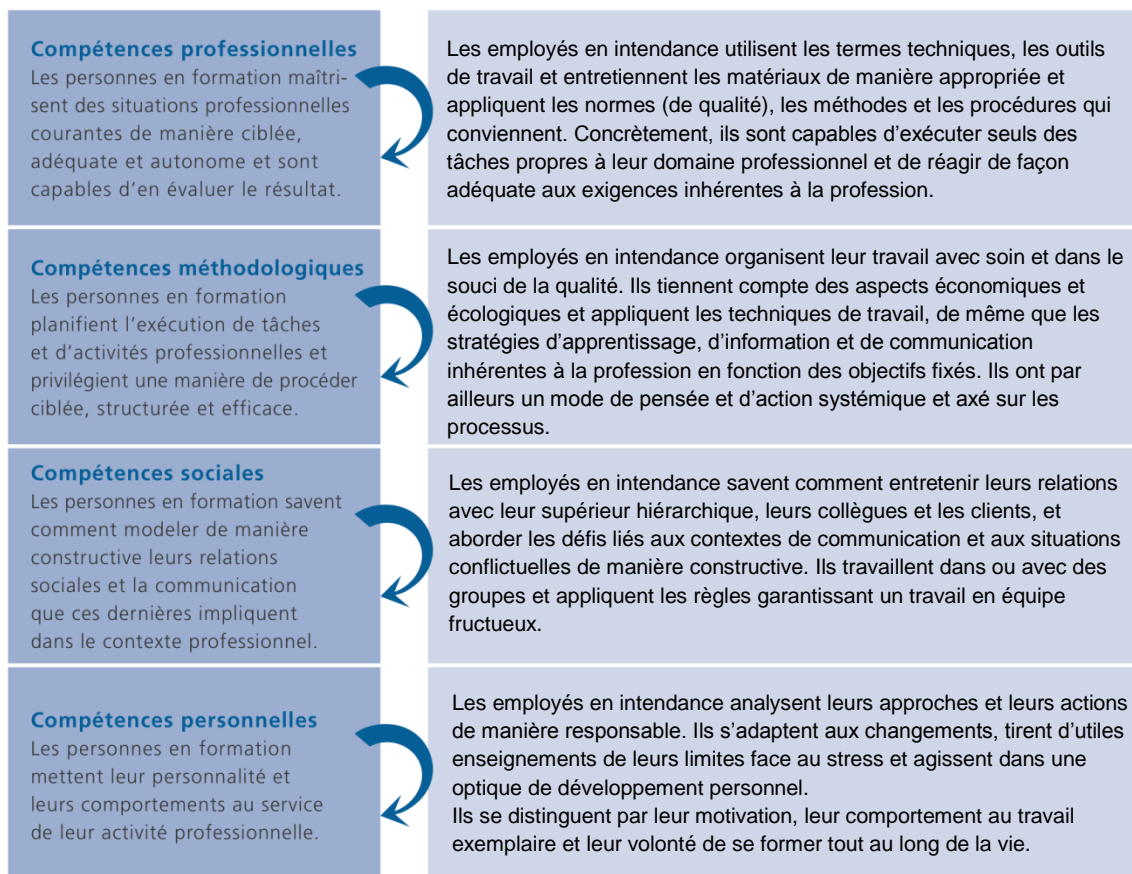 Compétences professionnelles
Les personnes en formation maîtri-
sent des situations professionnelles
courantes de manière ciblée,
adéquate et autonome et sont
capables d'en évaluer le résultat.
Les employés en intendance utilisent les termes techniques, les outils
de travail et entretiennent les matériaux de manière appropriée et
appliquent les normes (de qualité), les méthodes et les procédures qui
conviennent. Concrètement, ils sont capables d'exécuter seuls des
tâches propres à leur domaine professionnel et de réagir de façon
adéquate aux exigences inhérentes à la profession.
Compétences méthodologiques
Les personnes en formation
planifient l'exécution de tâches
et d'activités professionnelles et
privilégient une manière de procéder
ciblée, structurée et efficace.
Les employés en intendance organisent leur travail avec soin et dans le
souci de la qualité. Ils tiennent compte des aspects économiques et
écologiques et appliquent les techniques de travail, de même que les
stratégies d'apprentissage, d'information et de communication
inhérentes à la profession en fonction des objectifs fixés. Ils ont par
ailleurs un mode de pensée et d'action systémique et axé sur les
processus.
Compétences sociales
Les personnes en formation savent
comment modeler de manière
constructive leurs relations
sociales et la communication
que ces dernières impliquent
dans le contexte professionnel.
Les employés en intendance savent comment entretenir leurs relations
avec leur supérieur hiérarchique, leurs collègues et les clients, et
aborder les défis liés aux contextes de communication et aux situations
conflictuelles de manière constructive. Ils travaillent dans ou avec des
groupes et appliquent les règles garantissant un travail en équipe
fructueux.
Compétences personnelles
Les personnes en formation
mettent leur personnalité et
leurs comportements au service
de leur activité professionnelle.
Les employés en intendance analysent leurs approches et leurs actions
de manière responsable. Ils s'adaptent aux changements, tirent d'utiles
enseignements de leurs limites face au stress et agissent dans une
optique de développement personnel.
Ils se distinguent par leur motivation, leur comportement au travail
exemplaire et leur volonté de se former tout au long de la vie.